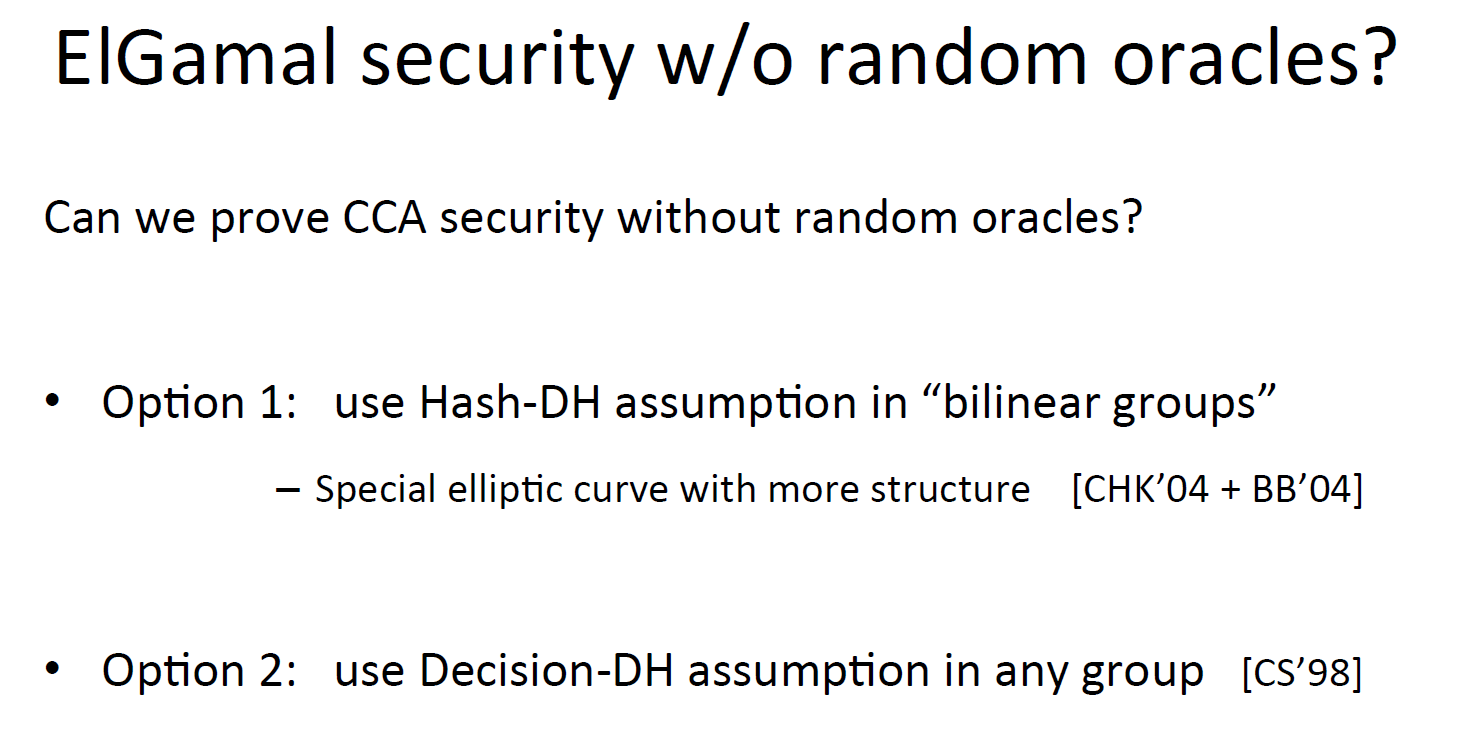 ElGamal security w/o random oracles?
Can we prove CCA security without random oracles?
• Option 1: use Hash-DH assumption in “bilinear groups”
– Special elliptic curve with more structure [CHK’04 + BB’04]
• Option 2: use Decision-DH assumption in any group [CS’98]